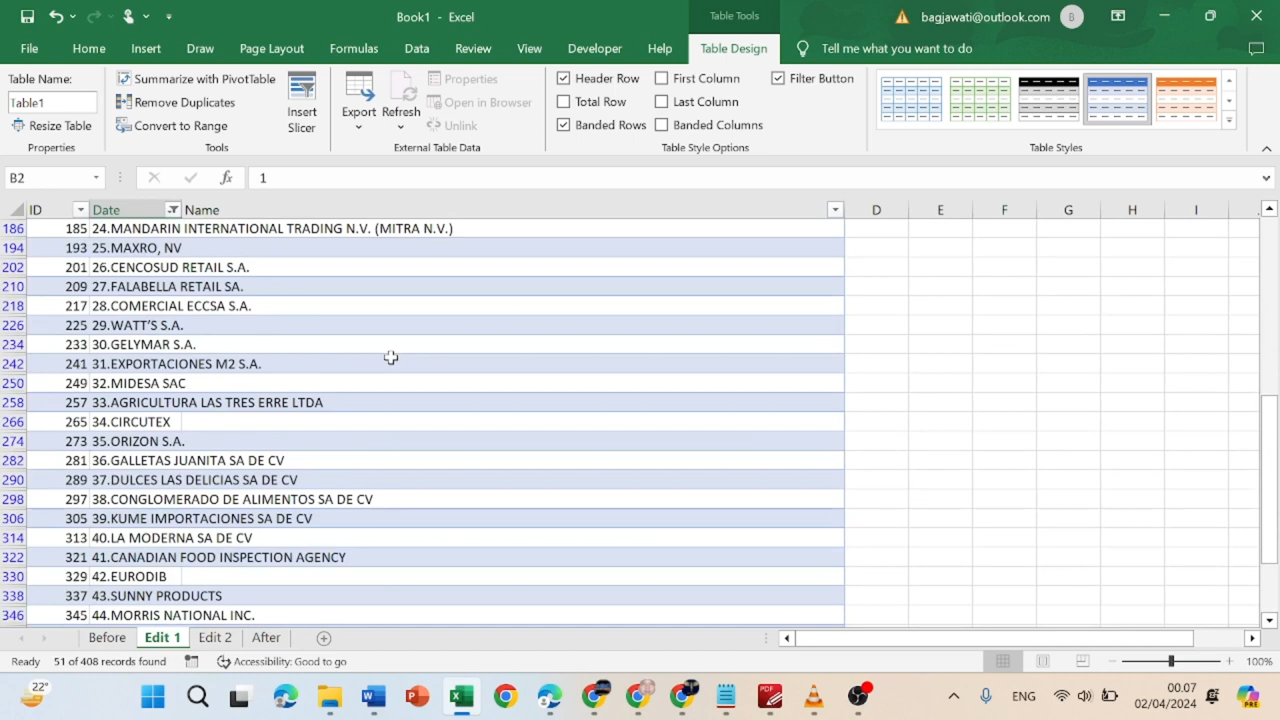 Book1 - Excel
Table Tools
bagjawati@outlook.com
B
File Home Insert Draw Page Layout Formulas Data Review View Developer Help Table Design Tell me what you want to do
Table Name:
Table1
Resize Table
Properties
Summarize with PivotTable
Remove Duplicates
Convert to Range
Tools
Insert
Slicer
Export
Refresh
Properties
Open in Browser
Unlink
External Table Data
Header Row First Column Filter Button
Total Row Last Column
Banded Rows Banded Columns
Table Style Options
Table Styles
B2 fx 1
ID Date Name D E F G H I
186 185 24.MANDARIN INTERNATIONAL TRADING N.V. (MITRA N.V.)
194 193 25.MAXRO, NV
202 201 26.CENCOSUD RETAIL S.A.
210 209 27.FALABELLA RETAIL SA.
218 217 28.COMERCIAL ECCSA S.A.
226 225 29.WATT'S S.A.
234 233 30.GELYMAR S.A.
242 241 31.EXPORTACIONES M2 S.A.
250 249 32.MIDESA SAC
258 257 33.AGRICULTURA LAS TRES ERRE LTDA
266 265 34.CIRCUTEX
274 273 35.ORIZON S.A.
282 281 36.GALLETAS JUANITA SA DE CV
290 289 37.DULCES LAS DELICIAS SA DE CV
298 297 38.CONGLOMERADO DE ALIMENTOS SA DE CV
306 305 39.KUME IMPORTACIONES SA DE CV
314 313 40.LA MODERNA SA DE CV
322 321 41.CANADIAN FOOD INSPECTION AGENCY
330 329 42.EURODIB
338 337 43.SUNNY PRODUCTS
346 345 44.MORRIS NATIONAL INC.
Before Edit 1 Edit 2 After
Ready 51 of 408 records found Accessibility: Good to go 100%
22° ENG 00.07
02/04/2024
PRE